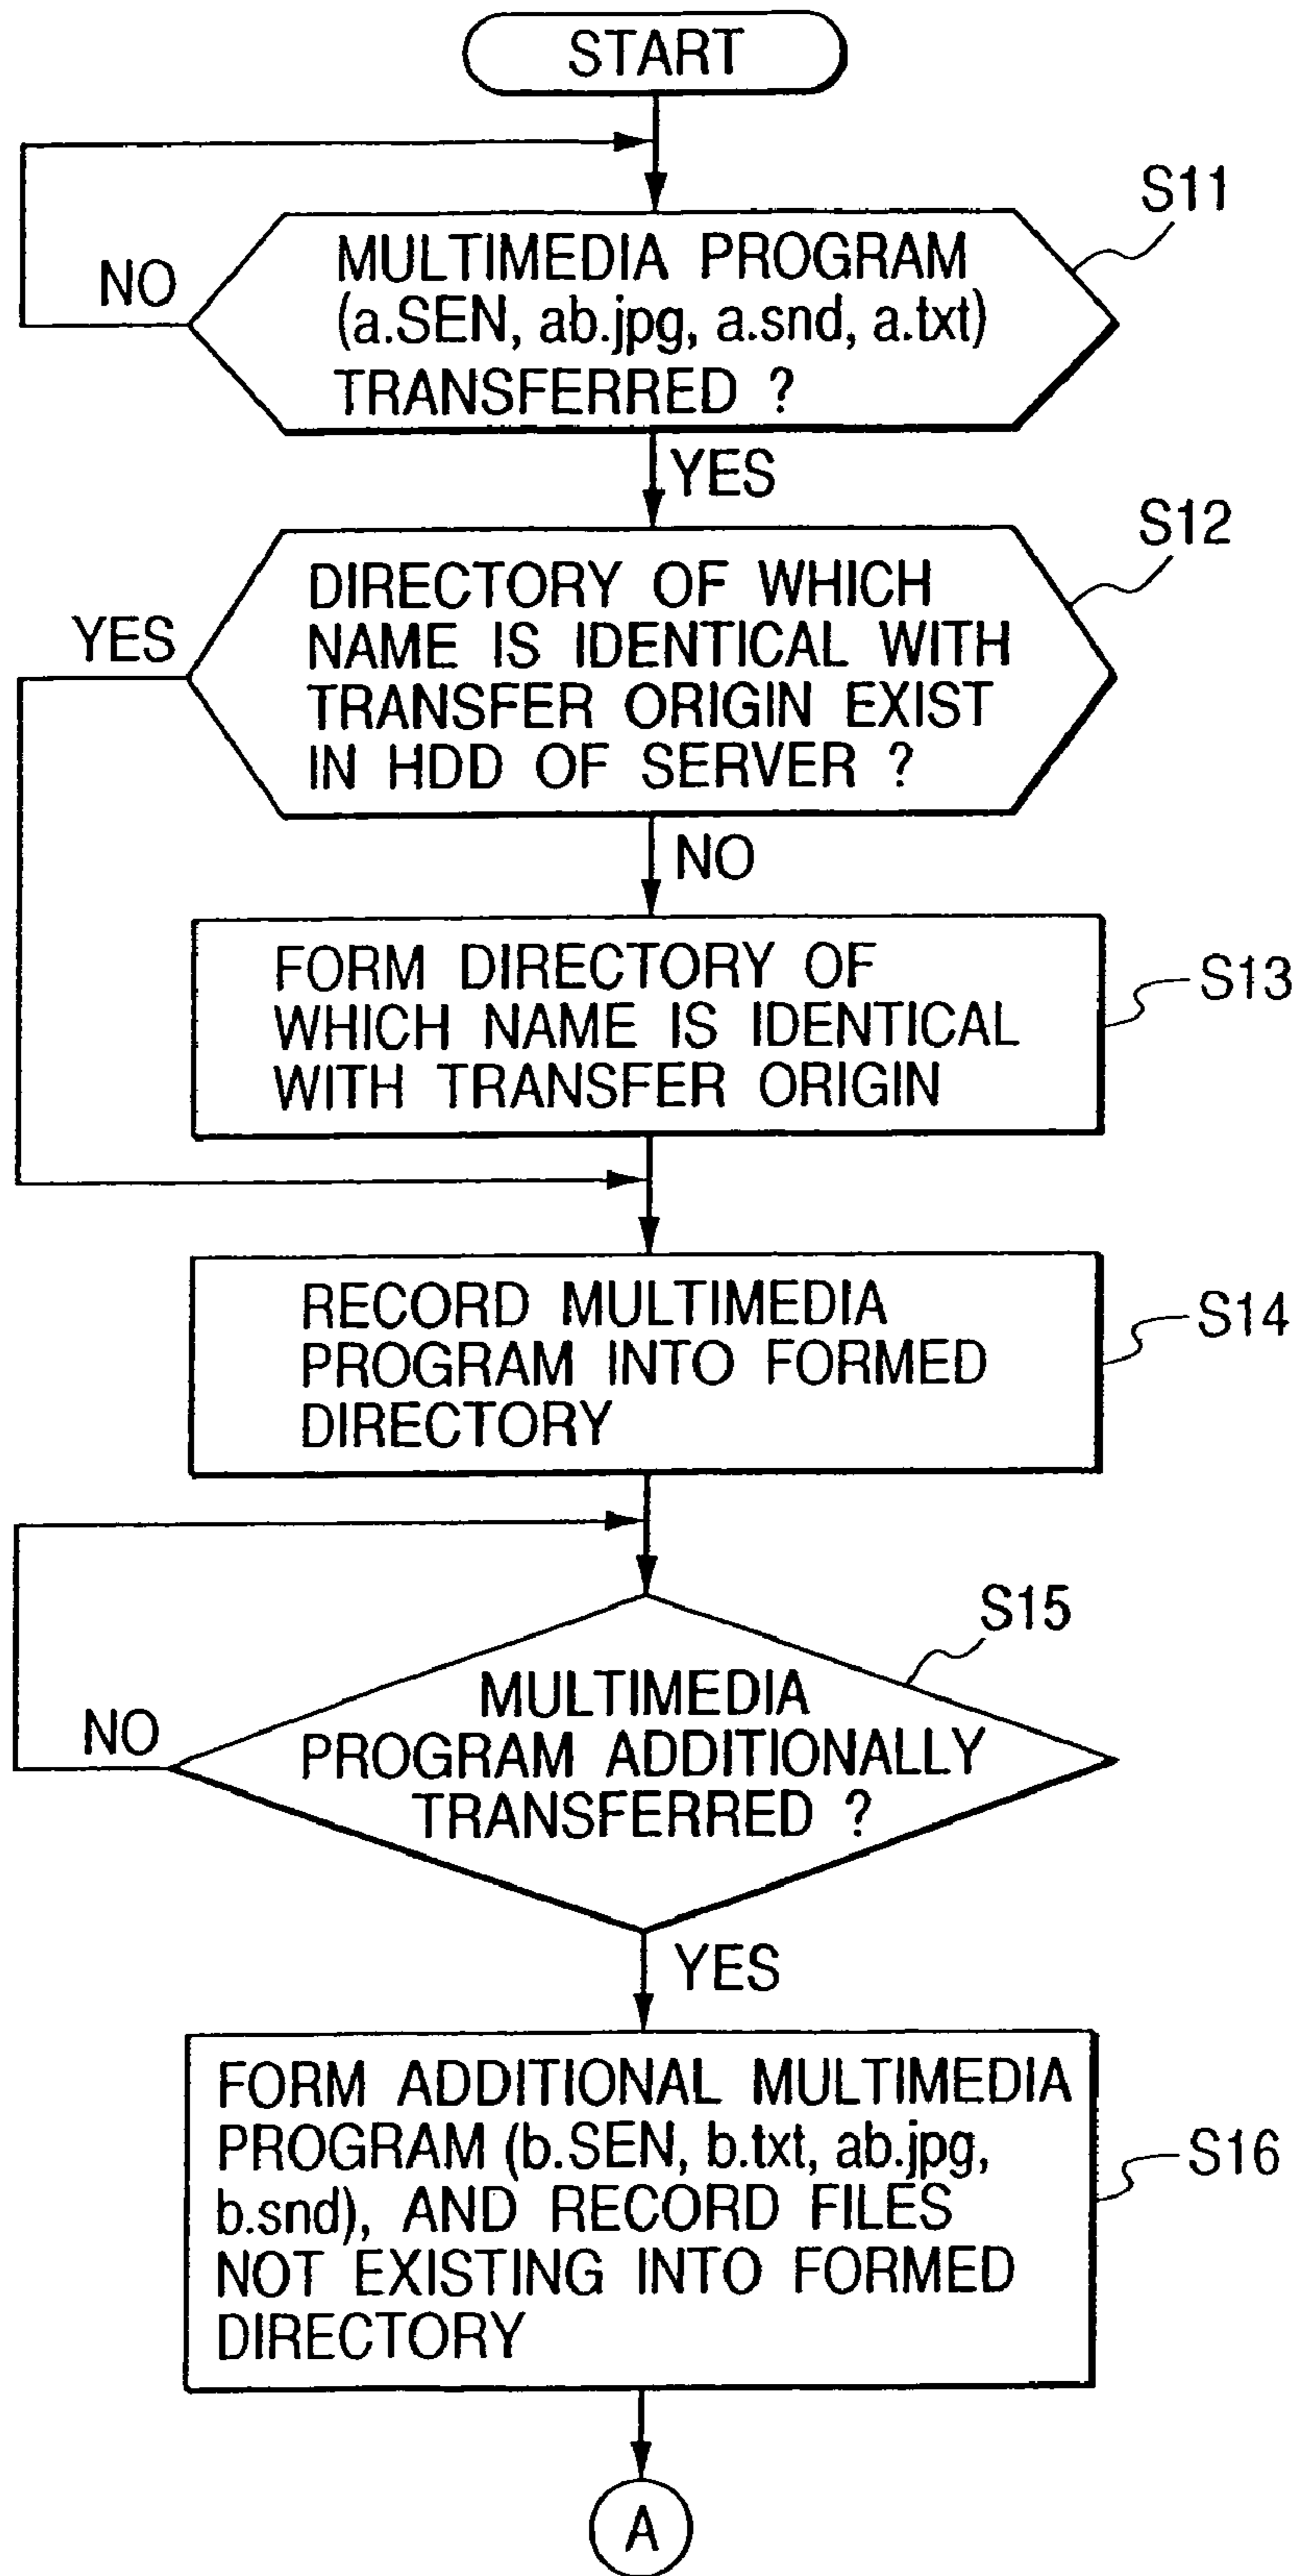 START
S11
NO
MULTIMEDIA PROGRAM
(a.SEN, ab.jpg, a.snd, a.txt)
TRANSFERRED ?
YES
S12
YES
DIRECTORY OF WHICH
NAME IS IDENTICAL WITH
TRANSFER ORIGIN EXIST
IN HDD OF SERVER ?
NO
FORM DIRECTORY OF
WHICH NAME IS IDENTICAL
WITH TRANSFER ORIGIN
S13
RECORD MULTIMEDIA
PROGRAM INTO FORMED
DIRECTORY
S14
S15
NO
MULTIMEDIA
PROGRAM ADDITIONALLY
TRANSFERRED ?
YES
FORM ADDITIONAL MULTIMEDIA
PROGRAM (b.SEN, b.txt, ab.jpg,
b.snd), AND RECORD FILES
NOT EXISTING INTO FORMED
DIRECTORY
S16
A